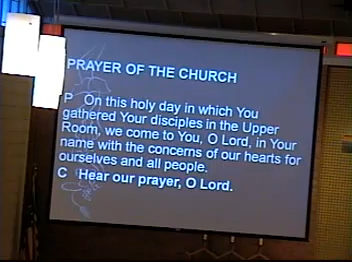 PRAYER OF THE CHURCH
P On this holy day in which You
gathered Your disciples in the Upper
Room, we come to You, O Lord, in Your
name with the concerns of our hearts for
ourselves and all people.
C Hear our prayer, O Lord.